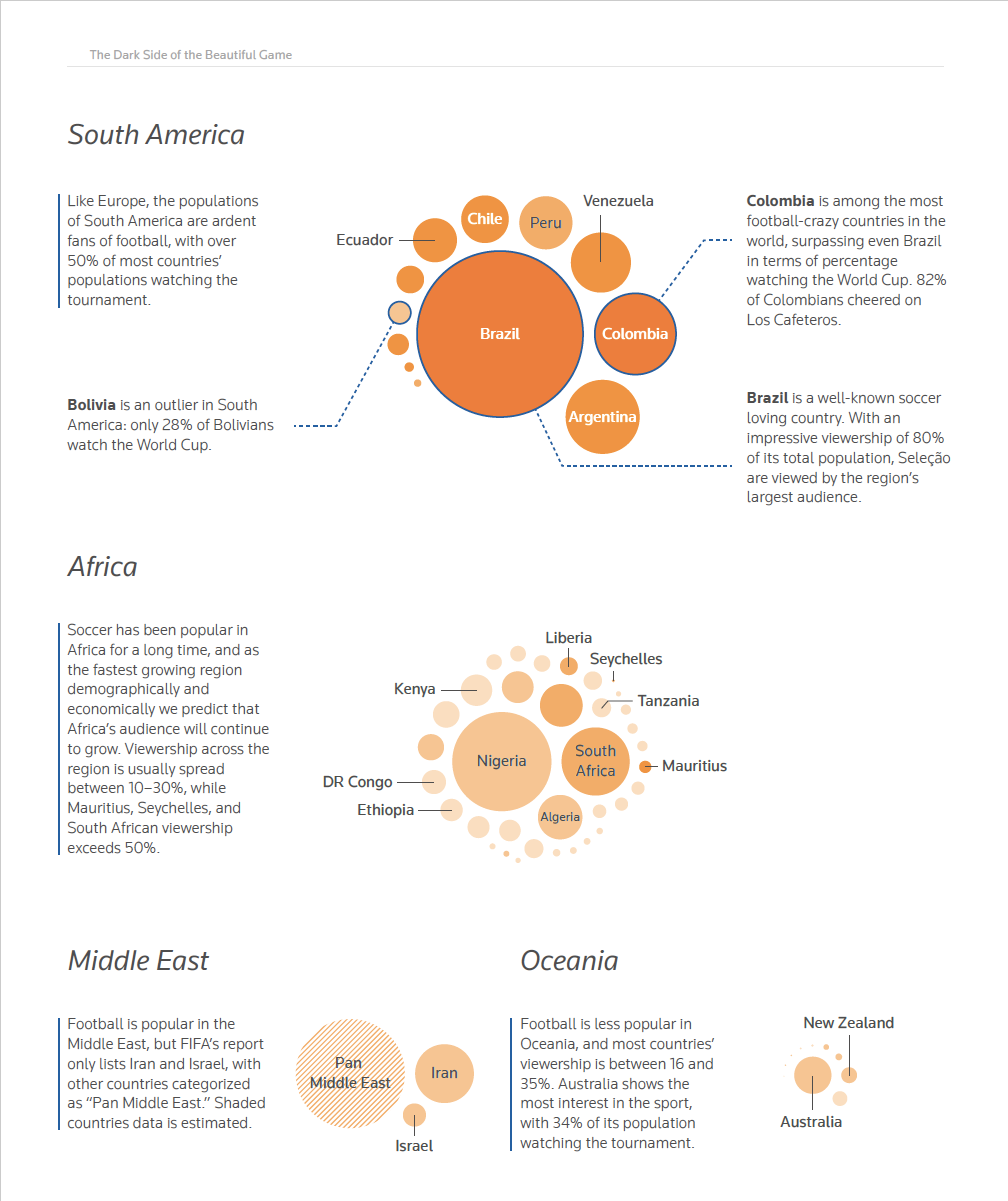 The Dark Side of the Beautiful Game
South America
Like Europe, the populations
of South America are ardent
fans of football, with over
50% of most countries’
populations watching the
tournament.
Bolivia is an outlier in South
America: only 28% of Bolivians
watch the World Cup.
Ecuador
Chile
Peru
Venezuela
Brazil
Colombia
Argentina
Colombia is among the most
football-crazy countries in the
world, surpassing even Brazil
in terms of percentage
watching the World Cup. 82%
of Colombians cheered on
Los Cafeteros.
Brazil is a well-known soccer
loving country. With an
impressive viewership of 80%
of its total population, Seleção
are viewed by the region’s
largest audience.
Africa
Soccer has been popular in
Africa for a long time, and as
the fastest growing region
demographically and
economically we predict that
Africa’s audience will continue
to grow. Viewership across the
region is usually spread
between 10–30%, while
Mauritius, Seychelles, and
South African viewership
exceeds 50%.
Liberia
Seychelles
Kenya
Tanzania
Nigeria
South
Africa
Mauritius
DR Congo
Ethiopia
Algeria
Middle East
Football is popular in the
Middle East, but FIFA’s report
only lists Iran and Israel, with
other countries categorized
as “Pan Middle East.” Shaded
countries data is estimated.
Pan
Middle East
Iran
Israel
Oceania
Football is less popular in
Oceania, and most countries’
viewership is between 16 and
35%. Australia shows the
most interest in the sport,
with 34% of its population
watching the tournament.
New Zealand
Australia